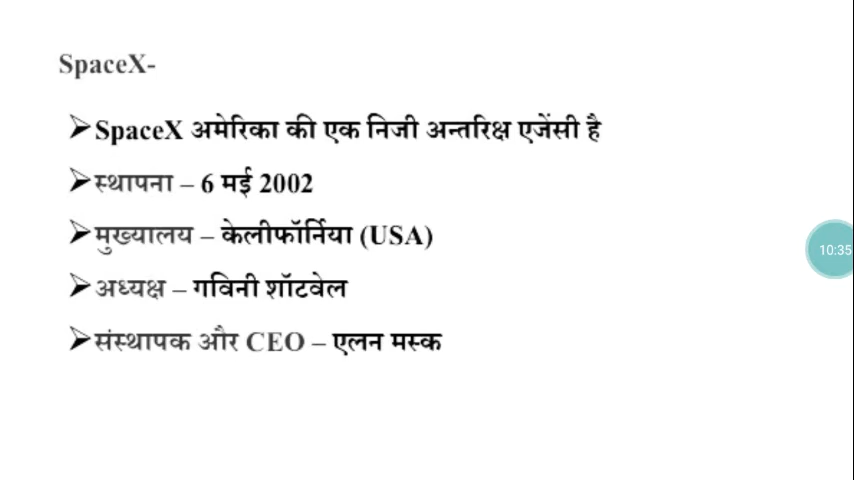 SpaceX-
➢SpaceX अमेरिका की एक निजी अन्तरिक्ष एजेंसी है
➢स्थापना – 6 मई 2002
➢मुख्यालय – केलीफॉर्निया (USA)
➢अध्यक्ष – गविनी शॉटवेल
➢संस्थापक और CEO – एलन मस्क
10:35